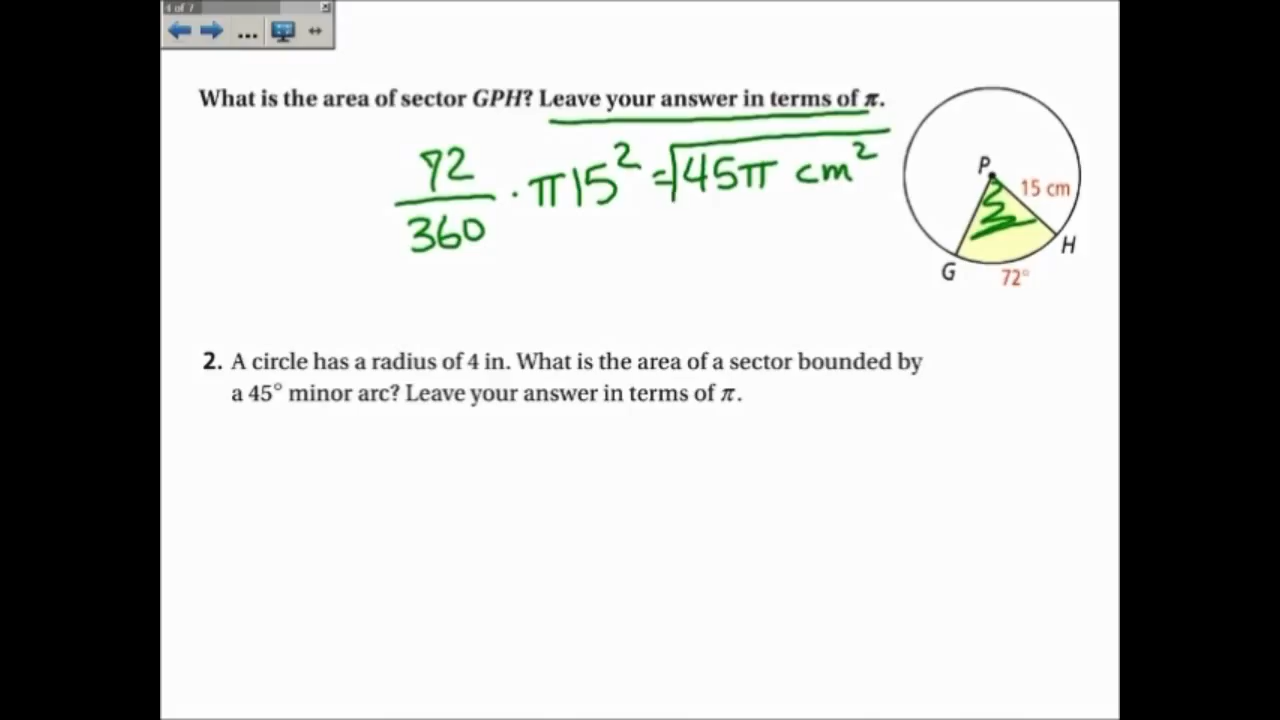 4 of 7
What is the area of sector GPH? Leave your answer in terms of π.
72/360 · π15² = 45π cm²
P
15 cm
H
G
72°
2. A circle has a radius of 4 in. What is the area of a sector bounded by
a 45° minor arc? Leave your answer in terms of π.